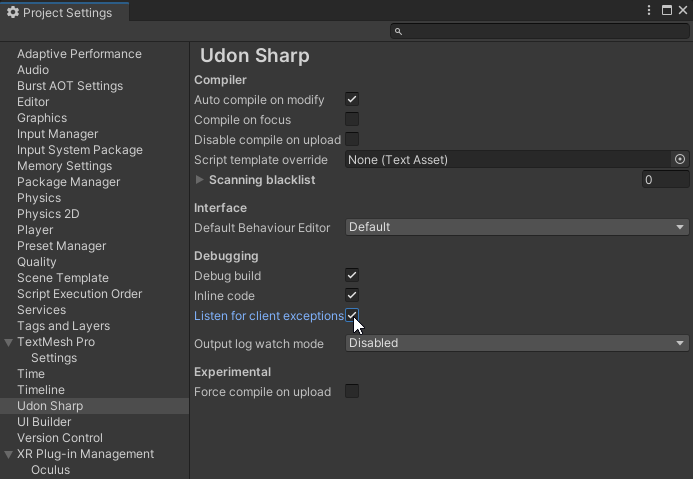 Project Settings
Adaptive Performance
Audio
Burst AOT Settings
Editor
Graphics
Input Manager
Input System Package
Memory Settings
Package Manager
Physics
Physics 2D
Player
Preset Manager
Quality
Scene Template
Script Execution Order
Services
Tags and Layers
TextMesh Pro
Settings
Time
Timeline
Udon Sharp
UI Builder
Version Control
XR Plug-in Management
Oculus
Udon Sharp
Compiler
Auto compile on modify
Compile on focus
Disable compile on upload
Script template override None (Text Asset)
Scanning blacklist 0
Interface
Default Behaviour Editor Default
Debugging
Debug build
Inline code
Listen for client exceptions
Output log watch mode Disabled
Experimental
Force compile on upload